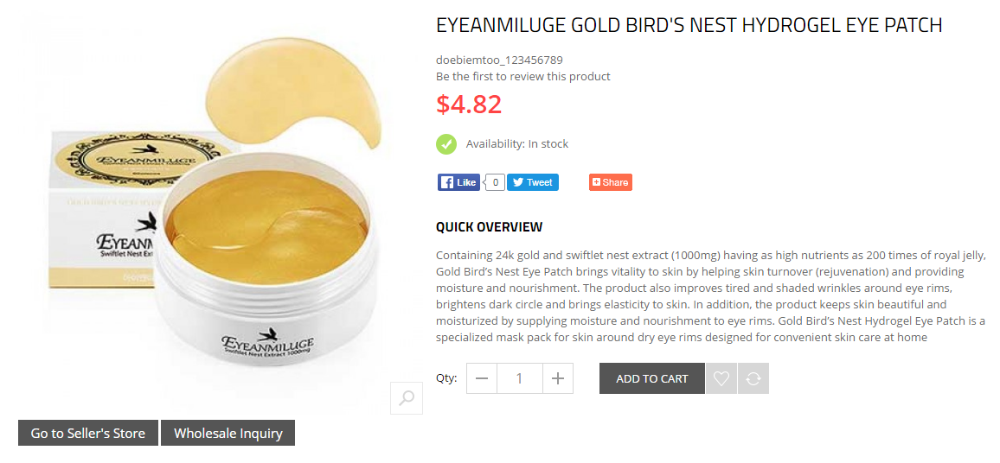 EYEANMILUGE GOLD BIRD'S NEST HYDROGEL EYE PATCH
doebiemtoo_123456789
Be the first to review this product
$4.82
Availability: In stock
Like
0
Tweet
Share
QUICK OVERVIEW
Containing 24k gold and swiftlet nest extract (1000mg) having as high nutrients as 200 times of royal jelly,
Gold Bird’s Nest Eye Patch brings vitality to skin by helping skin turnover (rejuvenation) and providing
moisture and nourishment. The product also improves tired and shaded wrinkles around eye rims,
brightens dark circle and brings elasticity to skin. In addition, the product keeps skin beautiful and
moisturized by supplying moisture and nourishment to eye rims. Gold Bird’s Nest Hydrogel Eye Patch is a
specialized mask pack for skin around dry eye rims designed for convenient skin care at home
Qty:
1
ADD TO CART
EYEANMILUGE
EYEANM
Swiftlet Nest Ex
EYEANMILUGE
Swiftlet Nest Extract 1000mg
Go to Seller's Store
Wholesale Inquiry